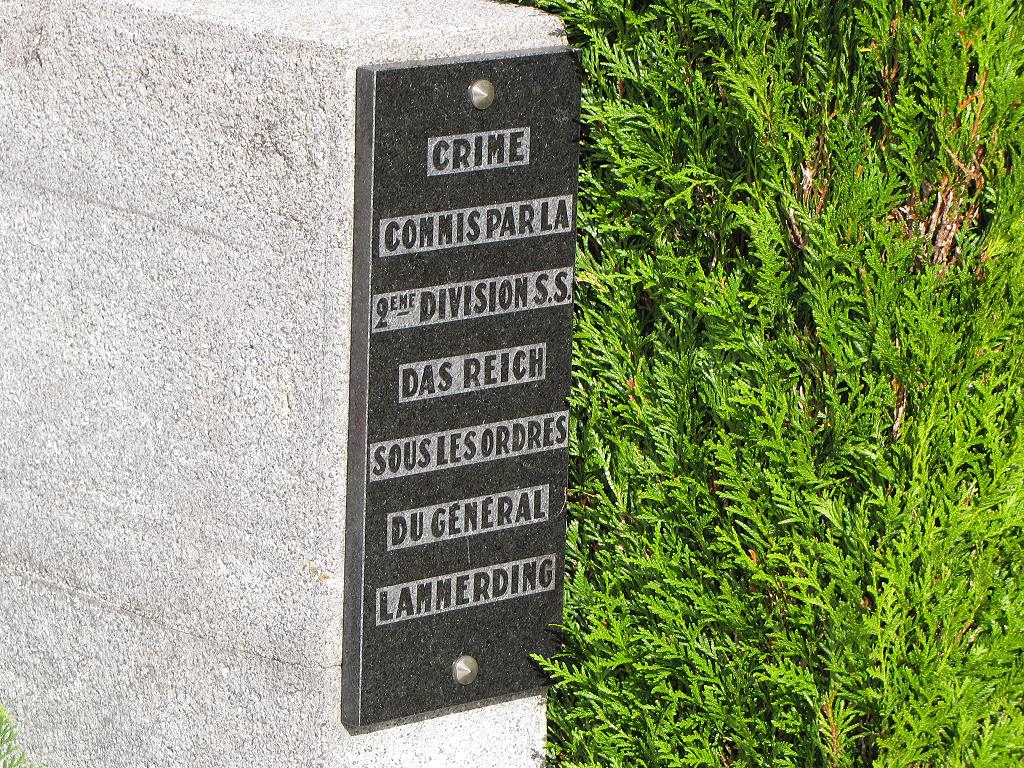 CRIME
COMMIS PAR LA
2EME DIVISION S.S.
DAS REICH
SOUS LES ORDRES
DU GÉNÉRAL
LAMMERDING